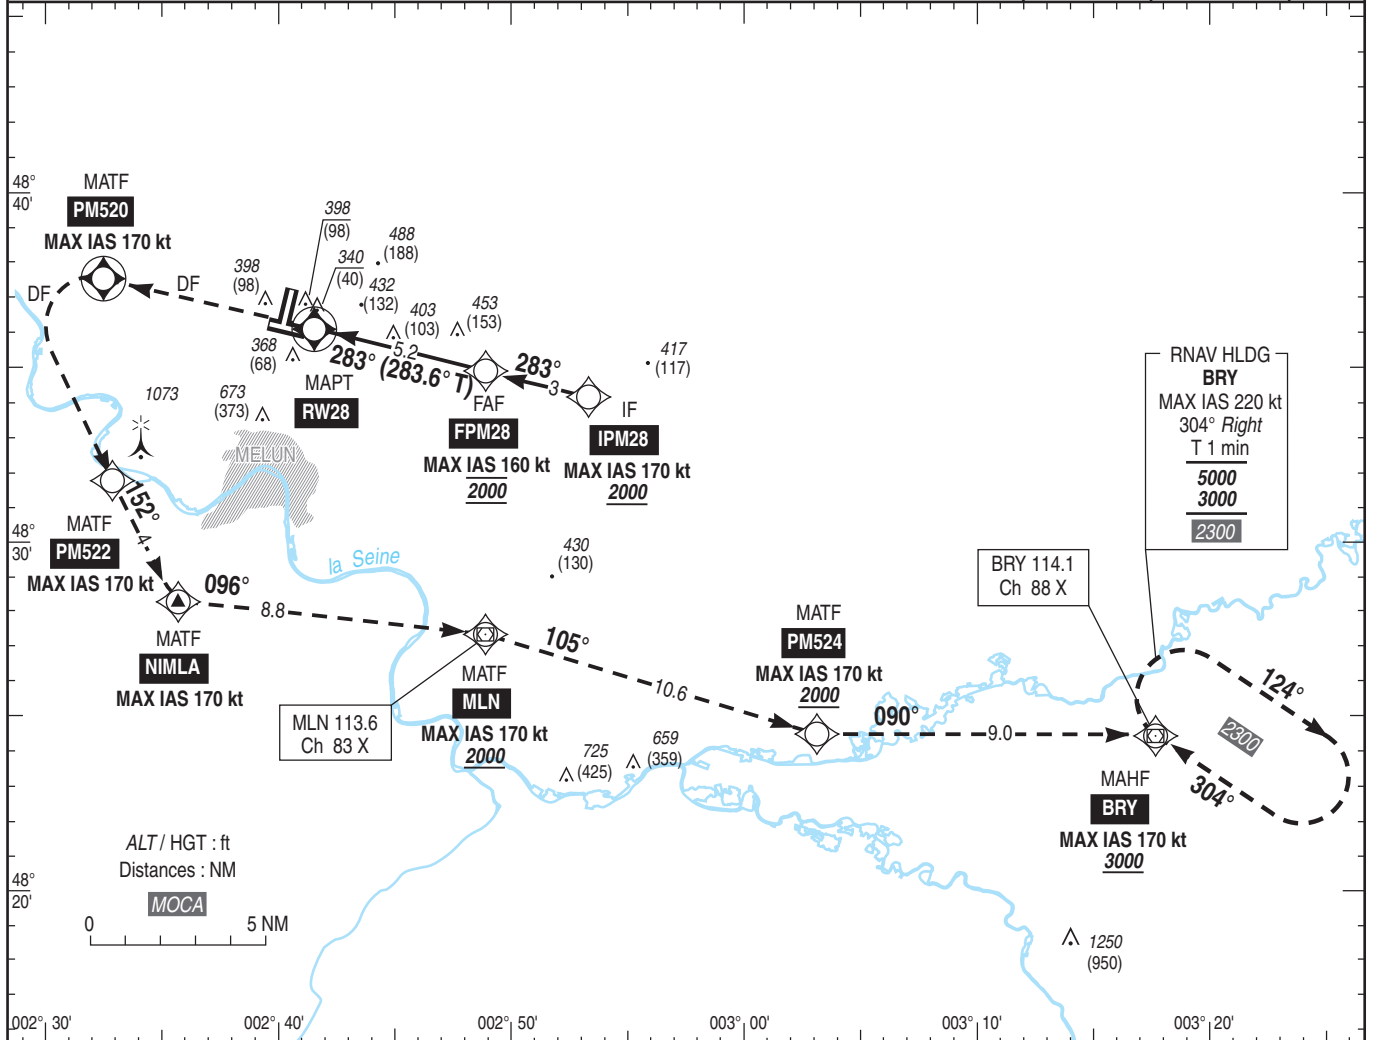 48°
40'
MATF
PM520
MAX IAS 170 kt
DF
DF
398
(98)
398
(98)
340
(40)
488
(188)
432
(132)
403
(103)
453
(153)
417
(117)
368
(68)
673
(373)
1073
5.2
283° (283.6° T)
283°
3
MAPT
RW28
FAF
FPM28
MAX IAS 160 kt
2000
IF
IPM28
MAX IAS 170 kt
2000
MELUN
RNAV HLDG
BRY
MAX IAS 220 kt
304° Right
T 1 min
5000
3000
2300
48°
30'
MATF
PM522
MAX IAS 170 kt
152°
4
la Seine
430
(130)
BRY 114.1
Ch 88 X
096°
8.8
MATF
NIMLA
MAX IAS 170 kt
105°
10.6
MATF
MLN
MAX IAS 170 kt
2000
MLN 113.6
Ch 83 X
MATF
PM524
MAX IAS 170 kt
2000
090°
9.0
124°
2300
304°
725
(425)
659
(359)
MAHF
BRY
MAX IAS 170 kt
3000
ALT / HGT : ft
Distances : NM
MOCA
0 5 NM
48°
20'
1250
(950)
002° 30' 002° 40' 002° 50' 003° 00' 003° 10' 003° 20'